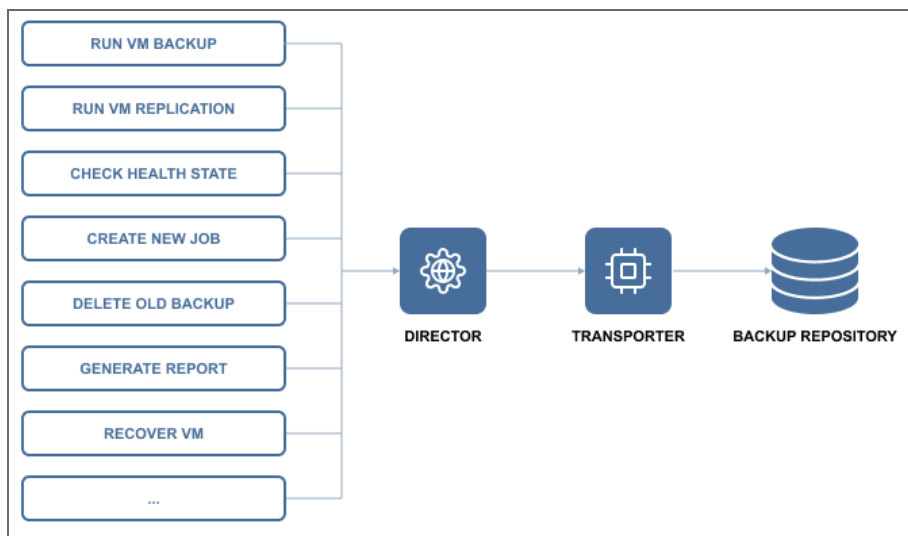 RUN VM BACKUP
RUN VM REPLICATION
CHECK HEALTH STATE
CREATE NEW JOB
DELETE OLD BACKUP
GENERATE REPORT
RECOVER VM
...
DIRECTOR
TRANSPORTER
BACKUP REPOSITORY